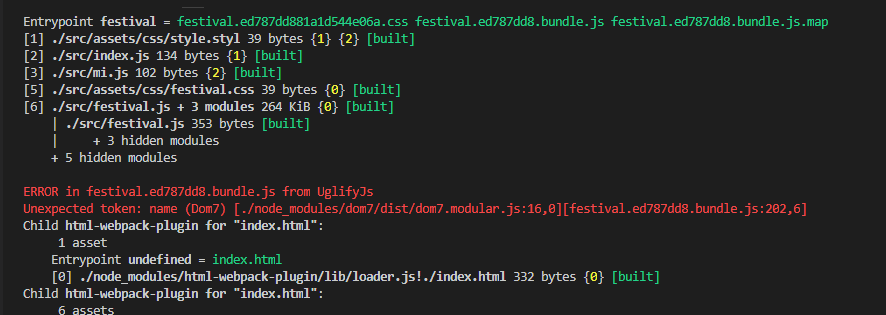 Entrypoint festival = festival.ed787dd881a1d544e06a.css festival.ed787dd8.bundle.js festival.ed787dd8.bundle.js.map
[1] ./src/assets/css/style.styl 39 bytes {1} {2} [built]
[2] ./src/index.js 134 bytes {1} [built]
[3] ./src/mi.js 102 bytes {2} [built]
[5] ./src/assets/css/festival.css 39 bytes {0} [built]
[6] ./src/festival.js + 3 modules 264 KiB {0} [built]
| ./src/festival.js 353 bytes [built]
| + 3 hidden modules
+ 5 hidden modules
ERROR in festival.ed787dd8.bundle.js from UglifyJs
Unexpected token: name (Dom7) [./node_modules/dom7/dist/dom7.modular.js:16,0][festival.ed787dd8.bundle.js:202,6]
Child html-webpack-plugin for "index.html":
1 asset
Entrypoint undefined = index.html
[0] ./node_modules/html-webpack-plugin/lib/loader.js!./index.html 332 bytes {0} [built]
Child html-webpack-plugin for "index.html":
6 assets